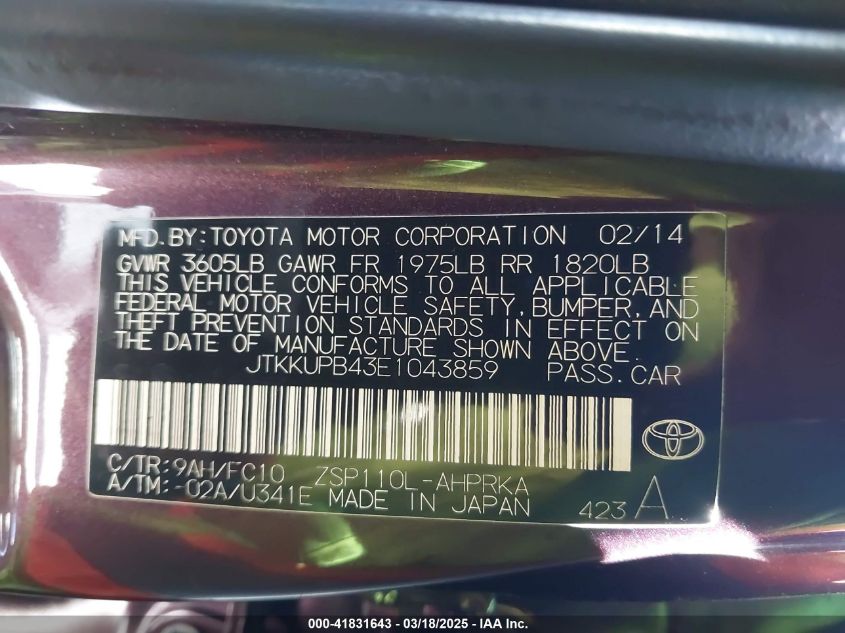 MFD.BY:TOYOTA MOTOR CORPORATION 02/14
GVWR 3605LB GAWR FR 1975LB RR 1820LB
THIS VEHICLE CONFORMS TO ALL APPLICABLE
FEDERAL MOTOR VEHICLE SAFETY,BUMPER,AND
THEFT PREVENTION STANDARDS IN EFFECT ON
THE DATE OF MANUFACTURE SHOWN ABOVE.
JTKKUPB43E1043859 PASS.CAR
C/TR:9AH/FC10 ZSP110L-AHPRKA
A/TM:-02A/U341E MADE IN JAPAN 423 A
000-41831643 - 03/18/2025 - IAA Inc.